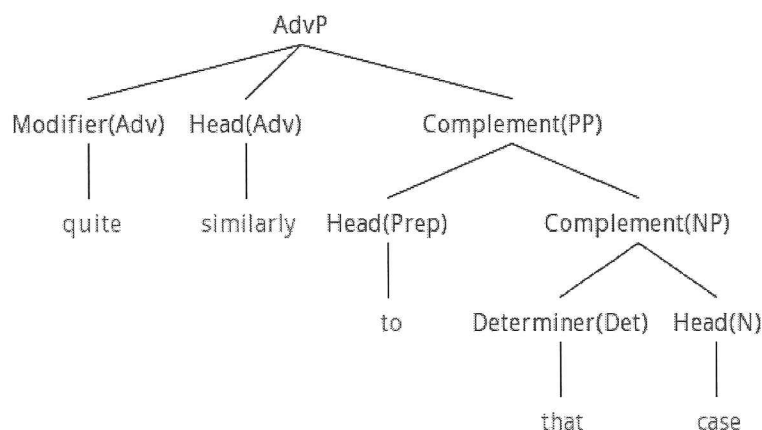 AdvP
Modifier(Adv) Head(Adv) Complement(PP)
quite similarly Head(Prep) Complement(NP)
to Determiner(Det) Head(N)
that case